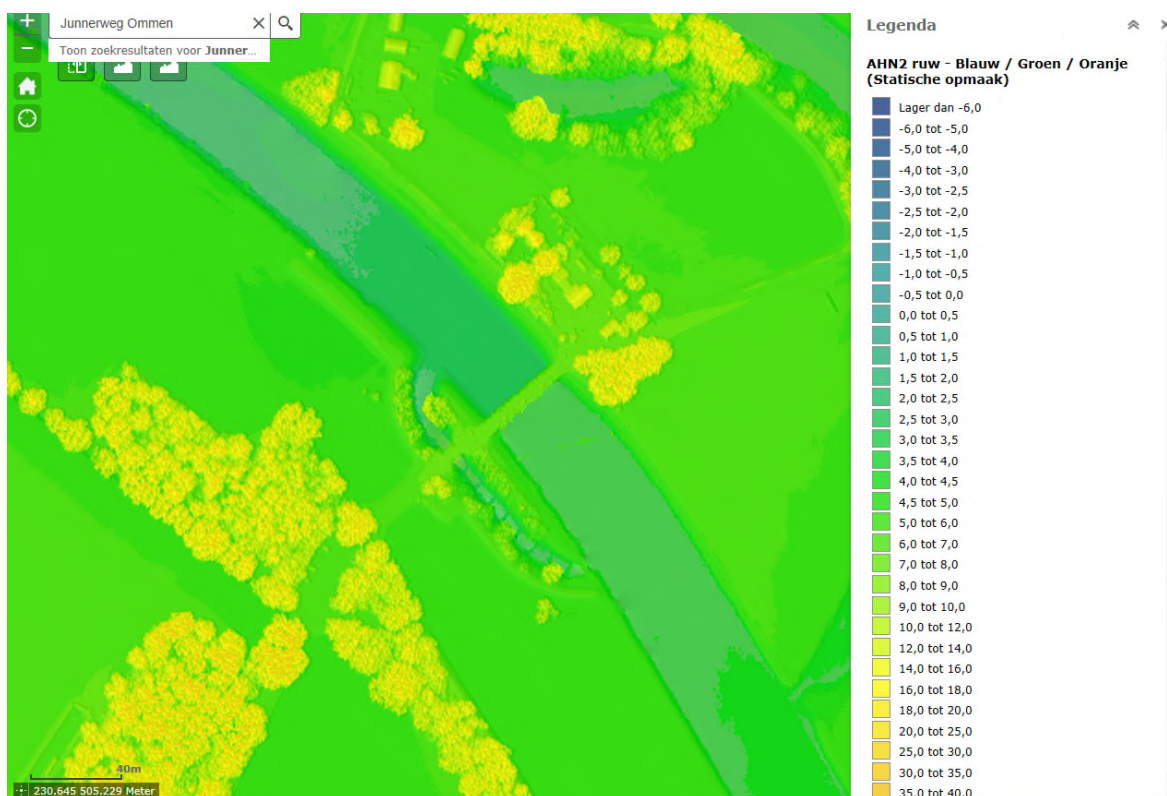 +
Junnerweg Ommen
Toon zoekresultaten voor Junner...
−
40m
230.645 505.229 Meter
Legenda
AHN2 ruw - Blauw / Groen / Oranje
(Statische opmaak)
Lager dan -6,0
-6,0 tot -5,0
-5,0 tot -4,0
-4,0 tot -3,0
-3,0 tot -2,5
-2,5 tot -2,0
-2,0 tot -1,5
-1,5 tot -1,0
-1,0 tot -0,5
-0,5 tot 0,0
0,0 tot 0,5
0,5 tot 1,0
1,0 tot 1,5
1,5 tot 2,0
2,0 tot 2,5
2,5 tot 3,0
3,0 tot 3,5
3,5 tot 4,0
4,0 tot 4,5
4,5 tot 5,0
5,0 tot 6,0
6,0 tot 7,0
7,0 tot 8,0
8,0 tot 9,0
9,0 tot 10,0
10,0 tot 12,0
12,0 tot 14,0
14,0 tot 16,0
16,0 tot 18,0
18,0 tot 20,0
20,0 tot 25,0
25,0 tot 30,0
30,0 tot 35,0
35,0 tot 40,0